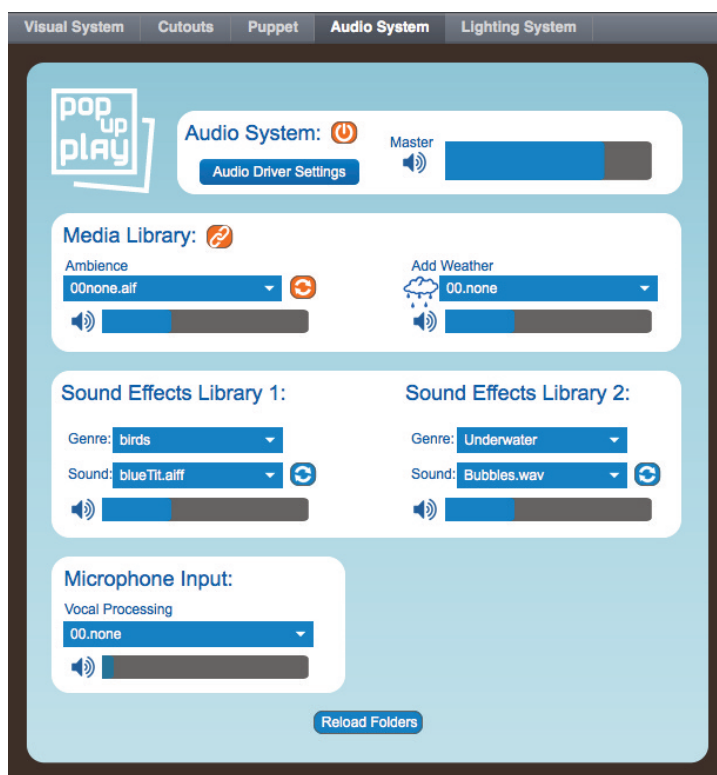 Visual System Cutouts Puppet Audio System Lighting System
pop
up
play
Audio System:
Master
Audio Driver Settings
Media Library:
Ambience Add Weather
00none.aif 00.none
Sound Effects Library 1: Sound Effects Library 2:
Genre: birds Genre: Underwater
Sound: blueTit.aiff Sound: Bubbles.wav
Microphone Input:
Vocal Processing
00.none
Reload Folders